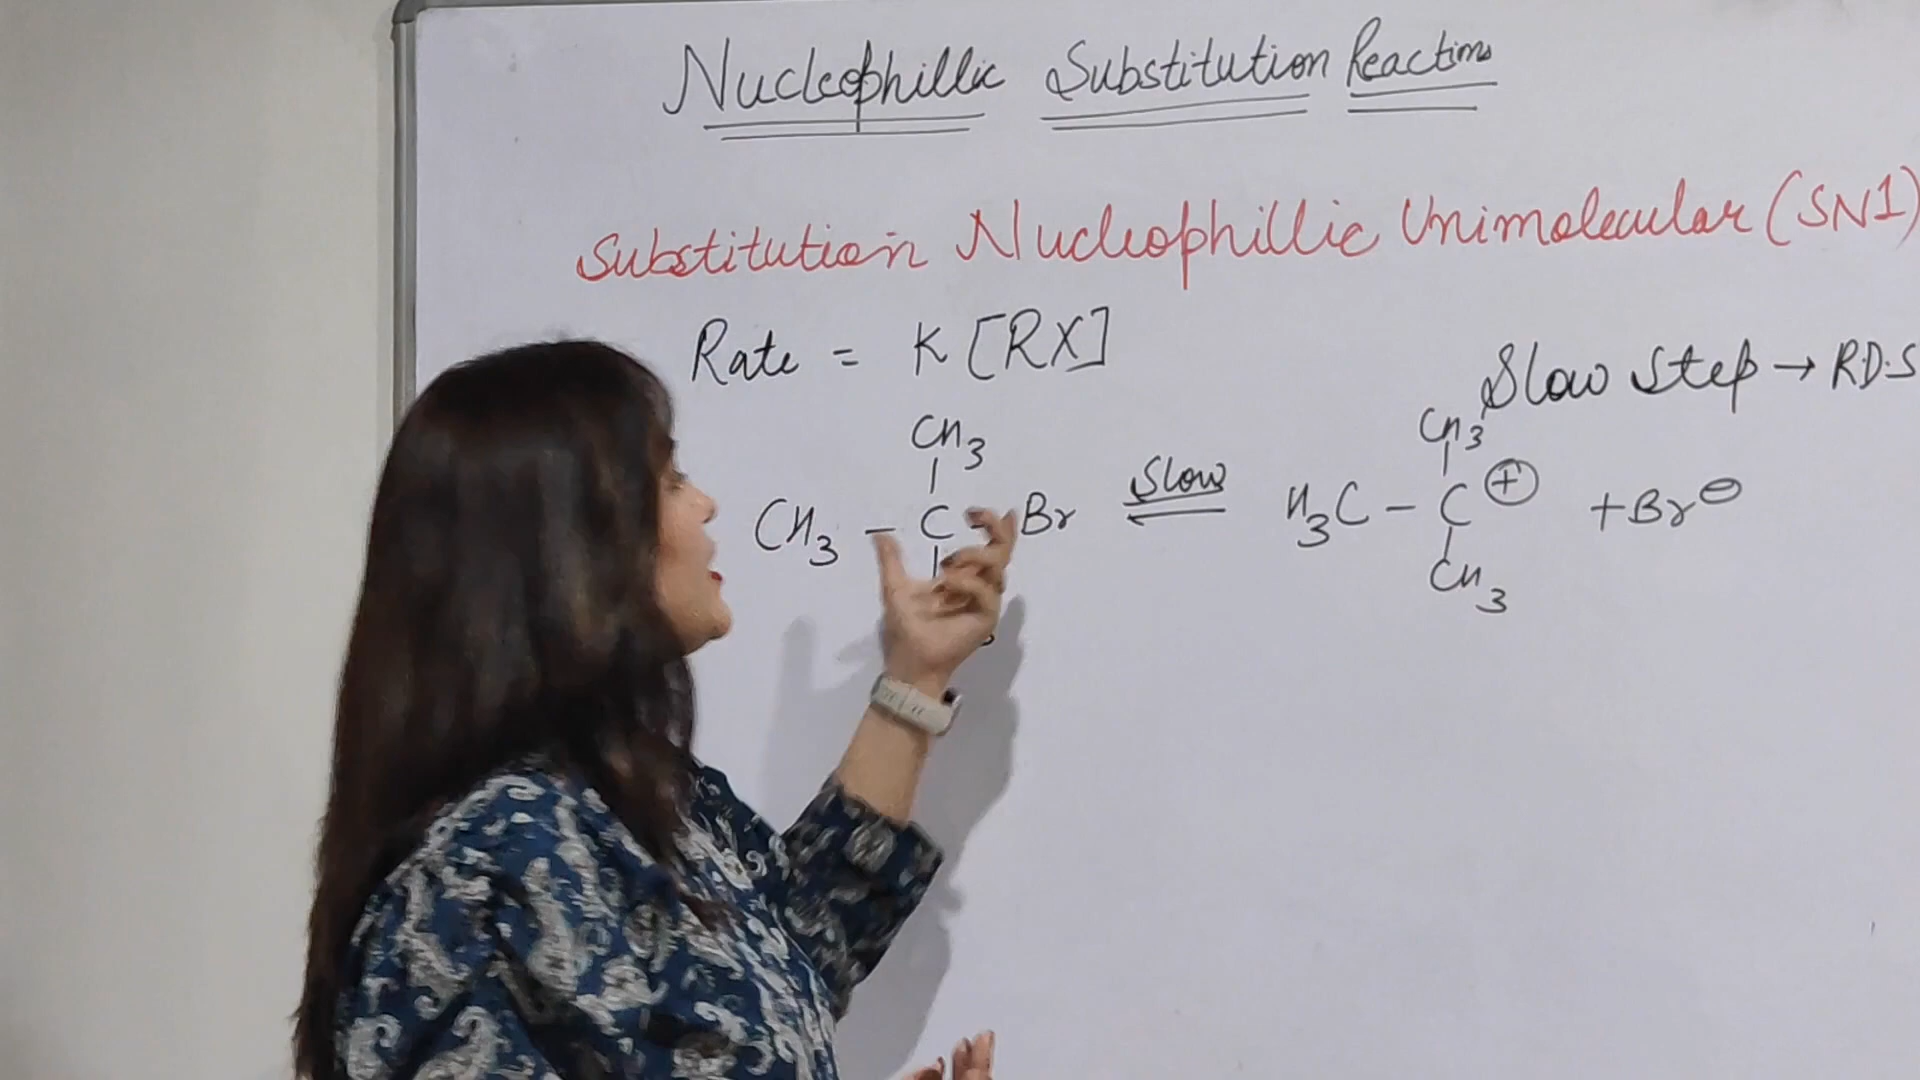 Nucleophillic Substitution Reactions
Substitution Nucleophillic Unimolecular (SN1)
Rate = K [RX]
Slow Step → R.D.S
CH3 CH3
CH3 - C - Br Slow H3C - C ⊕ + Br ⊖
CH3